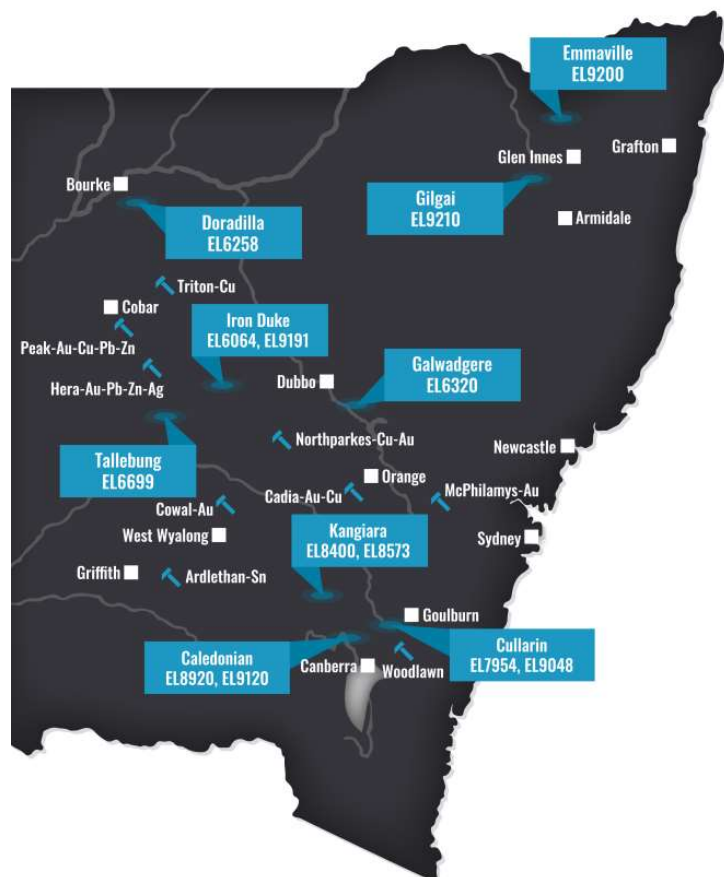 Emmaville
EL9200
Glen Innes
Grafton
Bourke
Gilgai
EL9210
Doradilla
EL6258
Armidale
Triton-Cu
Cobar
Iron Duke
EL6064, EL9191
Peak-Au-Cu-Pb-Zn
Galwadgere
EL6320
Hera-Au-Pb-Zn-Ag
Dubbo
Northparkes-Cu-Au
Newcastle
Tallebung
EL6699
Orange
Cadia-Au-Cu
McPhilamys-Au
Cowal-Au
West Wyalong
Kangiara
EL8400, EL8573
Sydney
Griffith
Ardlethan-Sn
Goulburn
Cullarin
EL7954, EL9048
Caledonian
EL8920, EL9120
Canberra
Woodlawn